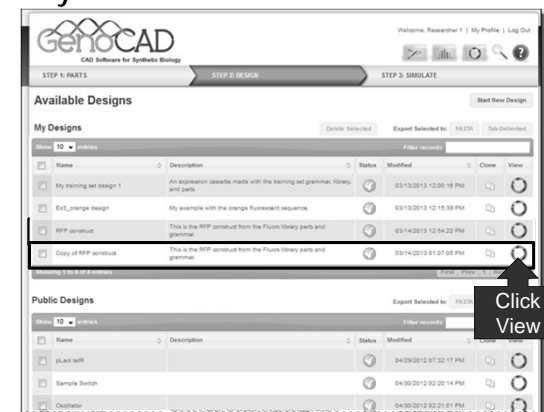 GenoCAD
CAD Software for Synthetic Biology
Welcome, Researcher 1 | My Profile | Log Out
STEP 1: PARTS STEP 2: DESIGN STEP 3: SIMULATE
Available Designs
Start New Design
My Designs Delete Selected Export Selected to: FASTA Tab-Delimited
Show 10 entries Filter records:
Name Description Status Modified Clone View
My training set design 1 An expression cassette made with the training set grammar, library, and parts 03/13/2013 12:00:16 PM
Ex3_orange design My example with the orange fluorescent sequence. 03/13/2013 12:15:39 PM
RFP construct This is the RFP construct from the Fluors library parts and grammar. 03/14/2013 12:54:22 PM
Copy of RFP construct This is the RFP construct from the Fluors library parts and grammar. 03/14/2013 01:07:05 PM
Showing 1 to 4 of 4 entries First Prev 1
Click View
Public Designs Export Selected to: FASTA
Show 10 entries Filter records:
Name Description Status Modified Clone View
pLacI tetR 04/29/2012 07:32:17 PM
Sample Switch 04/30/2012 02:20:14 PM
Oscillator 04/30/2012 02:21:01 PM